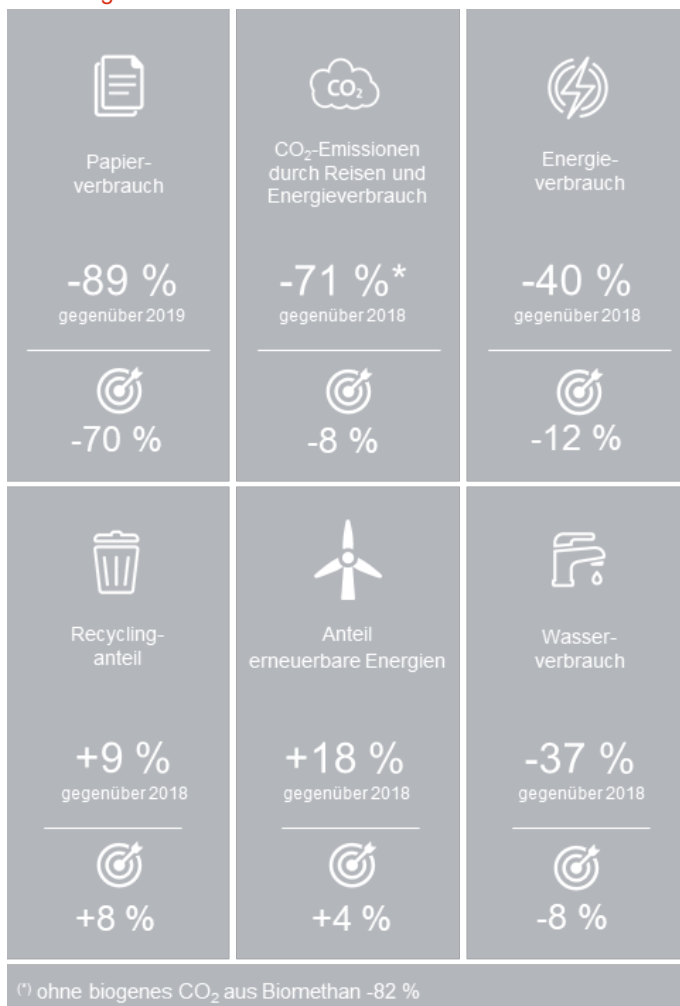 Papier-
verbrauch
-89 %
gegenüber 2019
-70 %
CO₂
CO₂-Emissionen
durch Reisen und
Energieverbrauch
-71 %*
gegenüber 2018
-8 %
Energie-
verbrauch
-40 %
gegenüber 2018
-12 %
Recycling-
anteil
+9 %
gegenüber 2018
+8 %
Anteil
erneuerbare Energien
+18 %
gegenüber 2018
+4 %
Wasser-
verbrauch
-37 %
gegenüber 2018
-8 %
(*) ohne biogenes CO₂ aus Biomethan -82 %